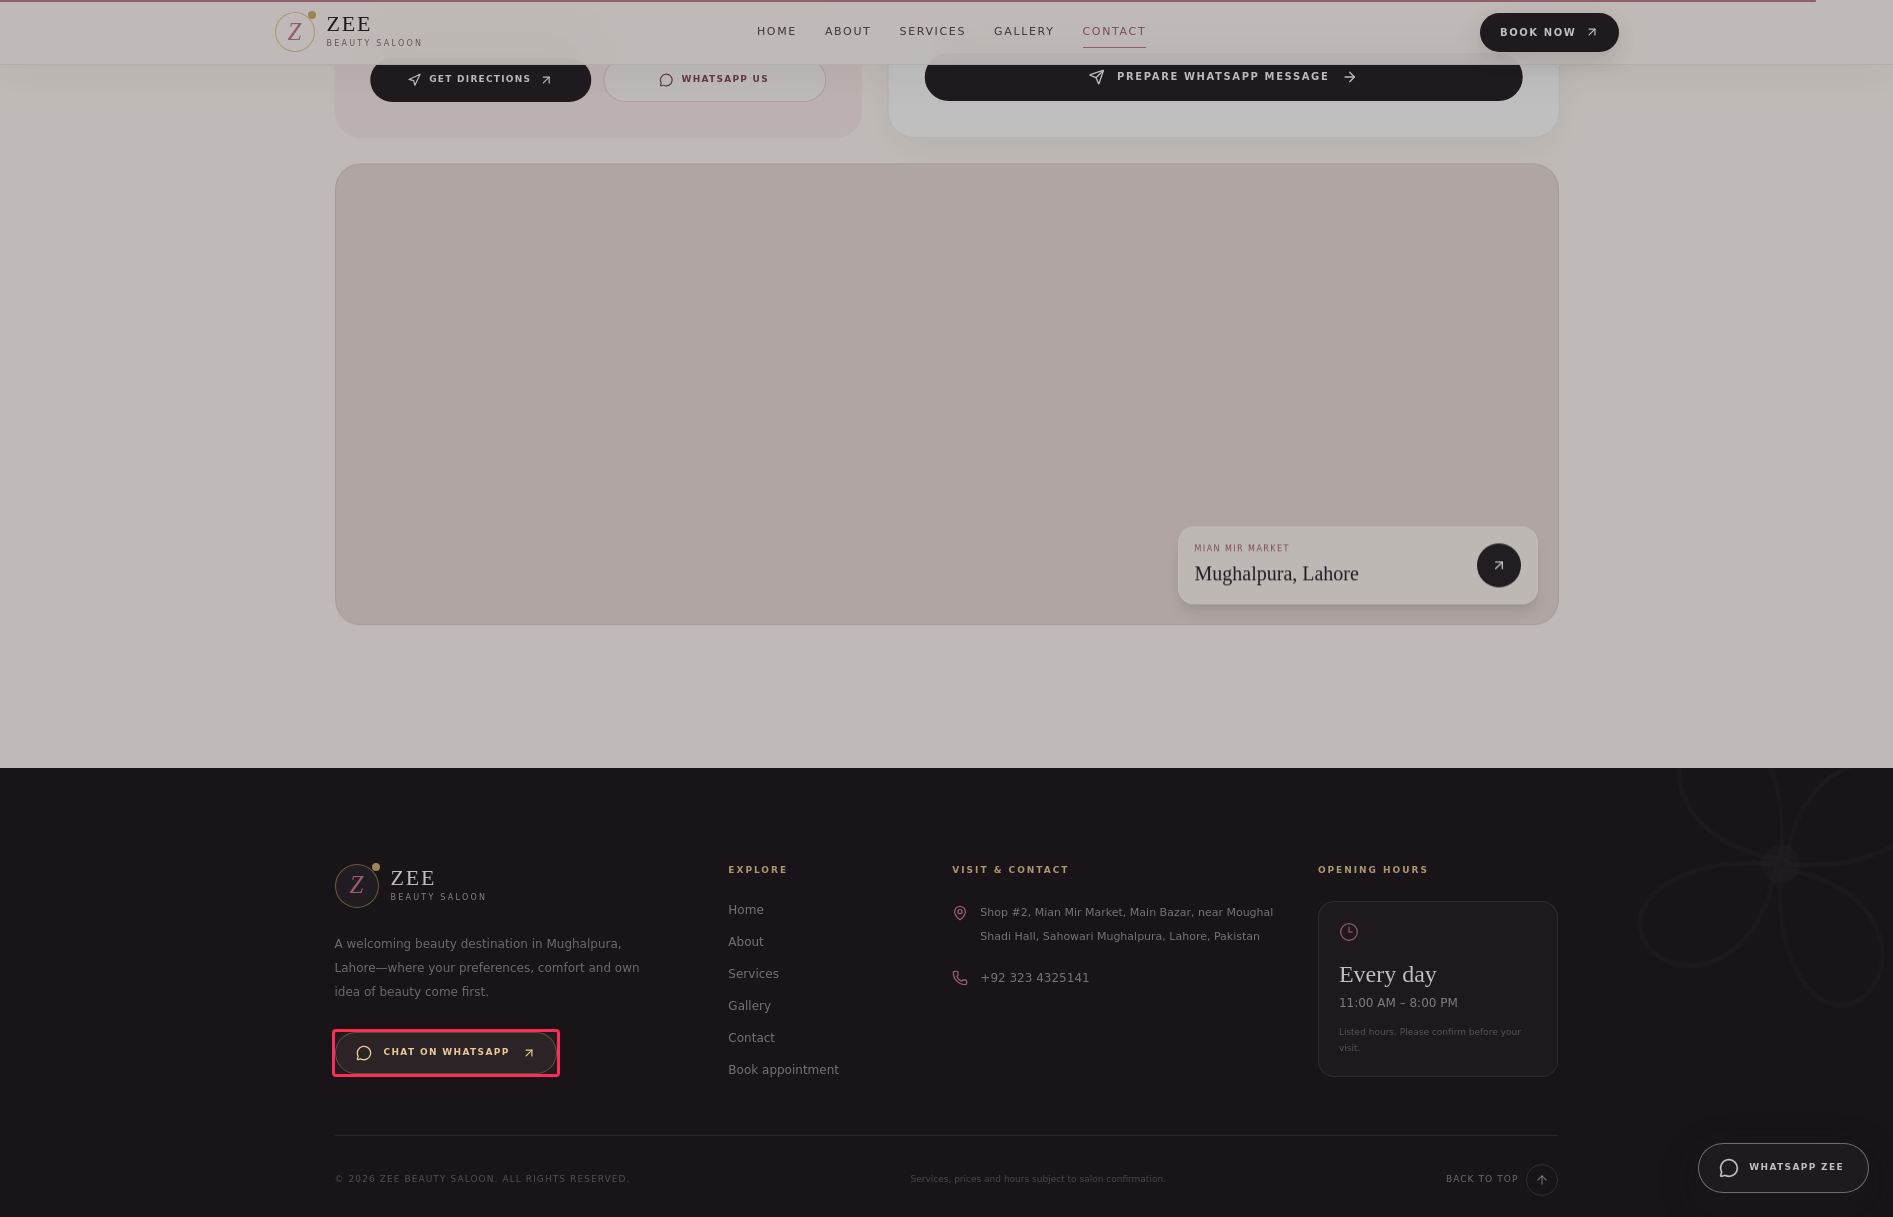 Z
ZEE
BEAUTY SALOON
HOME
ABOUT
SERVICES
GALLERY
CONTACT
BOOK NOW
GET DIRECTIONS
WHATSAPP US
PREPARE WHATSAPP MESSAGE
MIAN MIR MARKET
Mughalpura, Lahore
Z
ZEE
BEAUTY SALOON
A welcoming beauty destination in Mughalpura,
Lahore—where your preferences, comfort and own
idea of beauty come first.
CHAT ON WHATSAPP
EXPLORE
Home
About
Services
Gallery
Contact
Book appointment
VISIT & CONTACT
Shop #2, Mian Mir Market, Main Bazar, near Moughal
Shadi Hall, Sahowari Mughalpura, Lahore, Pakistan
+92 323 4325141
OPENING HOURS
Every day
11:00 AM – 8:00 PM
Listed hours. Please confirm before your
visit.
© 2026 ZEE BEAUTY SALOON. ALL RIGHTS RESERVED.
Services, prices and hours subject to salon confirmation.
BACK TO TOP
WHATSAPP ZEE